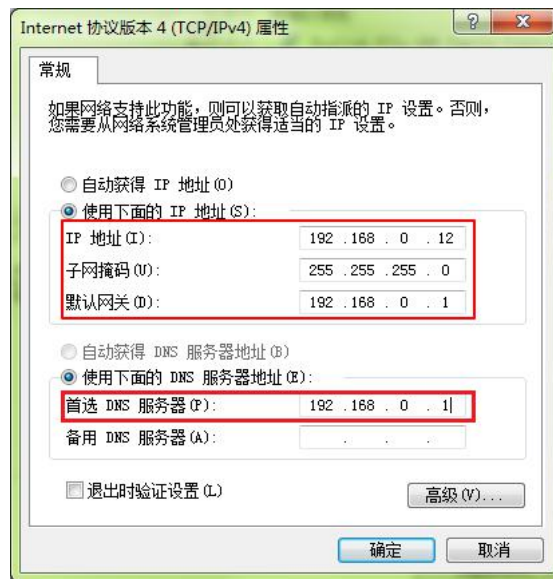 Internet 协议版本 4 (TCP/IPv4) 属性
常规
如果网络支持此功能，则可以获取自动指派的 IP 设置。否则，
您需要从网络系统管理员处获得适当的 IP 设置。
自动获得 IP 地址(O)
使用下面的 IP 地址(S):
IP 地址(I): 192 .168 . 0 . 12
子网掩码(U): 255 .255 .255 . 0
默认网关(D): 192 .168 . 0 . 1
自动获得 DNS 服务器地址(B)
使用下面的 DNS 服务器地址(E):
首选 DNS 服务器(P): 192 .168 . 0 . 1
备用 DNS 服务器(A): . . .
退出时验证设置(L)
高级(V)...
确定 取消